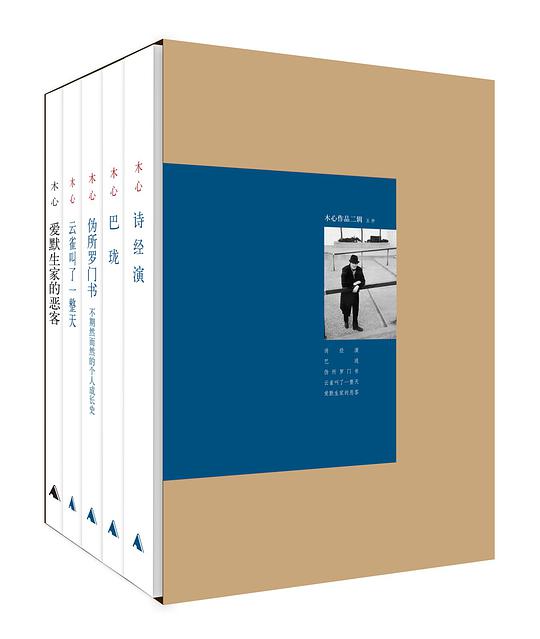 木心
爱默生家的恶客
木心
云雀叫了一整天
木心
伪所罗门书 不期然而然的个人成长史
木心
巴珑
木心
诗经演
木心作品二辑 五种
诗经演
巴珑
伪所罗门书
云雀叫了一整天
爱默生家的恶客